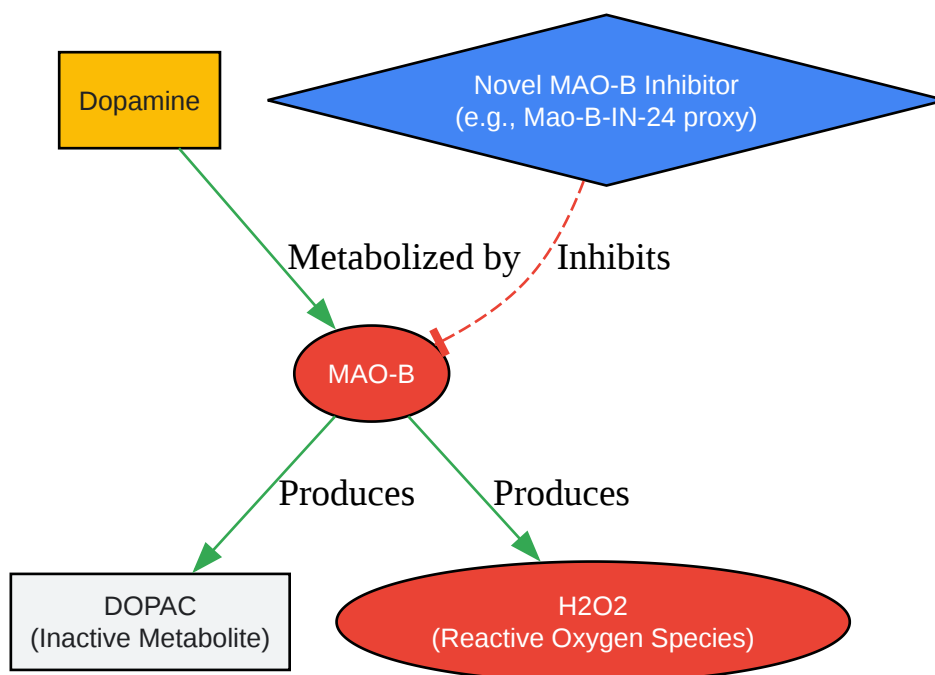 Dopamine
Novel MAO-B Inhibitor
(e.g., Mao-B-IN-24 proxy)
Metabolized by
Inhibits
MAO-B
Produces
Produces
DOPAC
(Inactive Metabolite)
H2O2
(Reactive Oxygen Species)